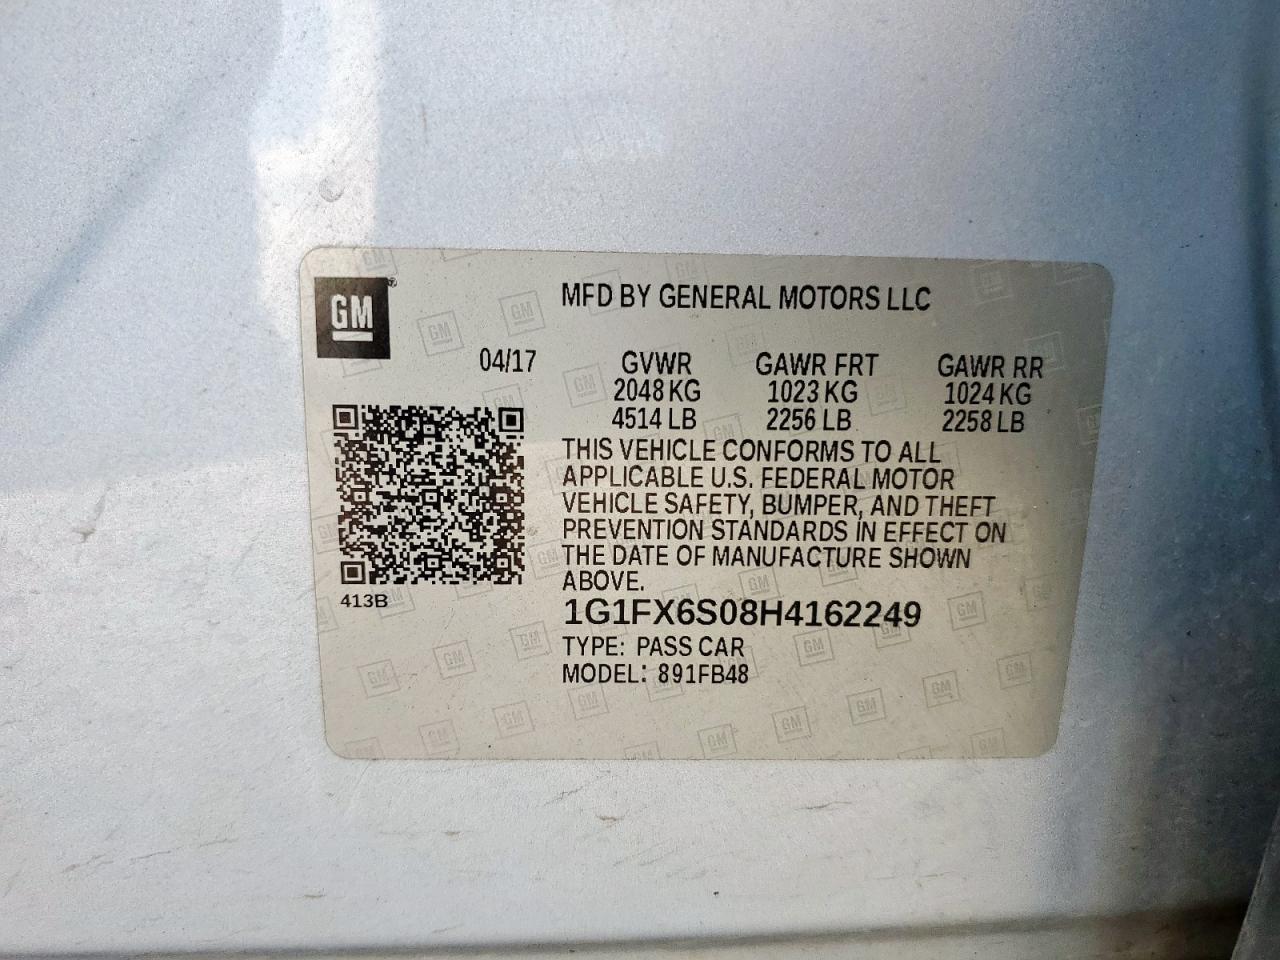 GM
MFD BY GENERAL MOTORS LLC
04/17
GVWR GAWR FRT GAWR RR
2048 KG 1023 KG 1024 KG
4514 LB 2256 LB 2258 LB
THIS VEHICLE CONFORMS TO ALL
APPLICABLE U.S. FEDERAL MOTOR
VEHICLE SAFETY, BUMPER, AND THEFT
PREVENTION STANDARDS IN EFFECT ON
THE DATE OF MANUFACTURE SHOWN
ABOVE.
413B
1G1FX6S08H4162249
TYPE: PASS CAR
MODEL: 891FB48